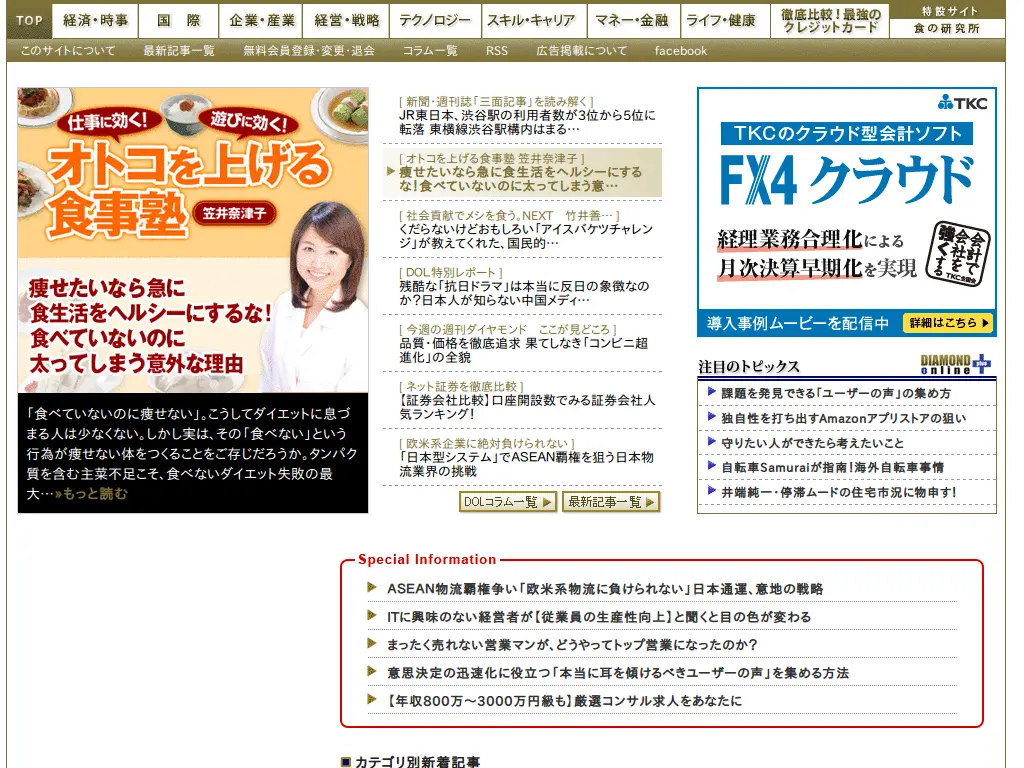 TOP 経済・時事 国 際 企業・産業 経営・戦略 テクノロジー スキル・キャリア マネー・金融 ライフ・健康 徹底比較!最強の クレジットカード 特設サイト 食の研究所
このサイトについて 最新記事一覧 無料会員登録・変更・退会 コラム一覧 RSS 広告掲載について facebook
仕事に効く!
遊びに効く!
オトコを上げる
食事塾 笠井奈津子
痩せたいなら急に
食生活をヘルシーにするな!
食べていないのに
太ってしまう意外な理由
「食べていないのに痩せない」。こうしてダイエットに息づ
まる人は少なくない。しかし実は、その「食べない」という
行為が痩せない体をつくることをご存じだろうか。タンパク
質を含む主菜不足こそ、食べないダイエット失敗の最
大…»もっと読む
[ 新聞・週刊誌「三面記事」を読み解く ]
JR東日本、渋谷駅の利用者数が3位から5位に
転落 東横線渋谷駅構内はまる…
[ オトコを上げる食事塾 笠井奈津子 ]
痩せたいなら急に食生活をヘルシーにする
な!食べていないのに太ってしまう意…
[ 社会貢献でメシを食う。NEXT 竹井善… ]
くだらないけどおもしろい「アイスバケツチャレン
ジ」が教えてくれた、国民的…
[ DOL特別レポート ]
残酷な「抗日ドラマ」は本当に反日の象徴なの
か?日本人が知らない中国メディ…
[ 今週の週刊ダイヤモンド ここが見どころ ]
品質・価格を徹底追求 果てしなき「コンビニ超
進化」の全貌
[ ネット証券を徹底比較 ]
【証券会社比較】口座開設数でみる証券会社人
気ランキング!
[ 欧米系企業に絶対負けられない ]
「日本型システム」でASEAN覇権を狙う日本物
流業界の挑戦
DOLコラム一覧 最新記事一覧
TKC
TKCのクラウド型会計ソフト
FX4 クラウド
経理業務合理化による
月次決算早期化を実現
会計で
会社を
強くする
TKC全国会
導入事例ムービーを配信中 詳細はこちら
注目のトピックス DIAMOND online plus
課題を発見できる「ユーザーの声」の集め方
独自性を打ち出すAmazonアプリストアの狙い
守りたい人ができたら考えたいこと
自転車Samuraiが指南!海外自転車事情
井端純一・停滞ムードの住宅市況に物申す!
Special Information
ASEAN物流覇権争い「欧米系物流に負けられない」日本通運、意地の戦略
ITに興味のない経営者が【従業員の生産性向上】と聞くと目の色が変わる
まったく売れない営業マンが、どうやってトップ営業になったのか?
意思決定の迅速化に役立つ「本当に耳を傾けるべきユーザーの声」を集める方法
【年収800万～3000万円級も】厳選コンサル求人をあなたに
カテゴリ別新着記事